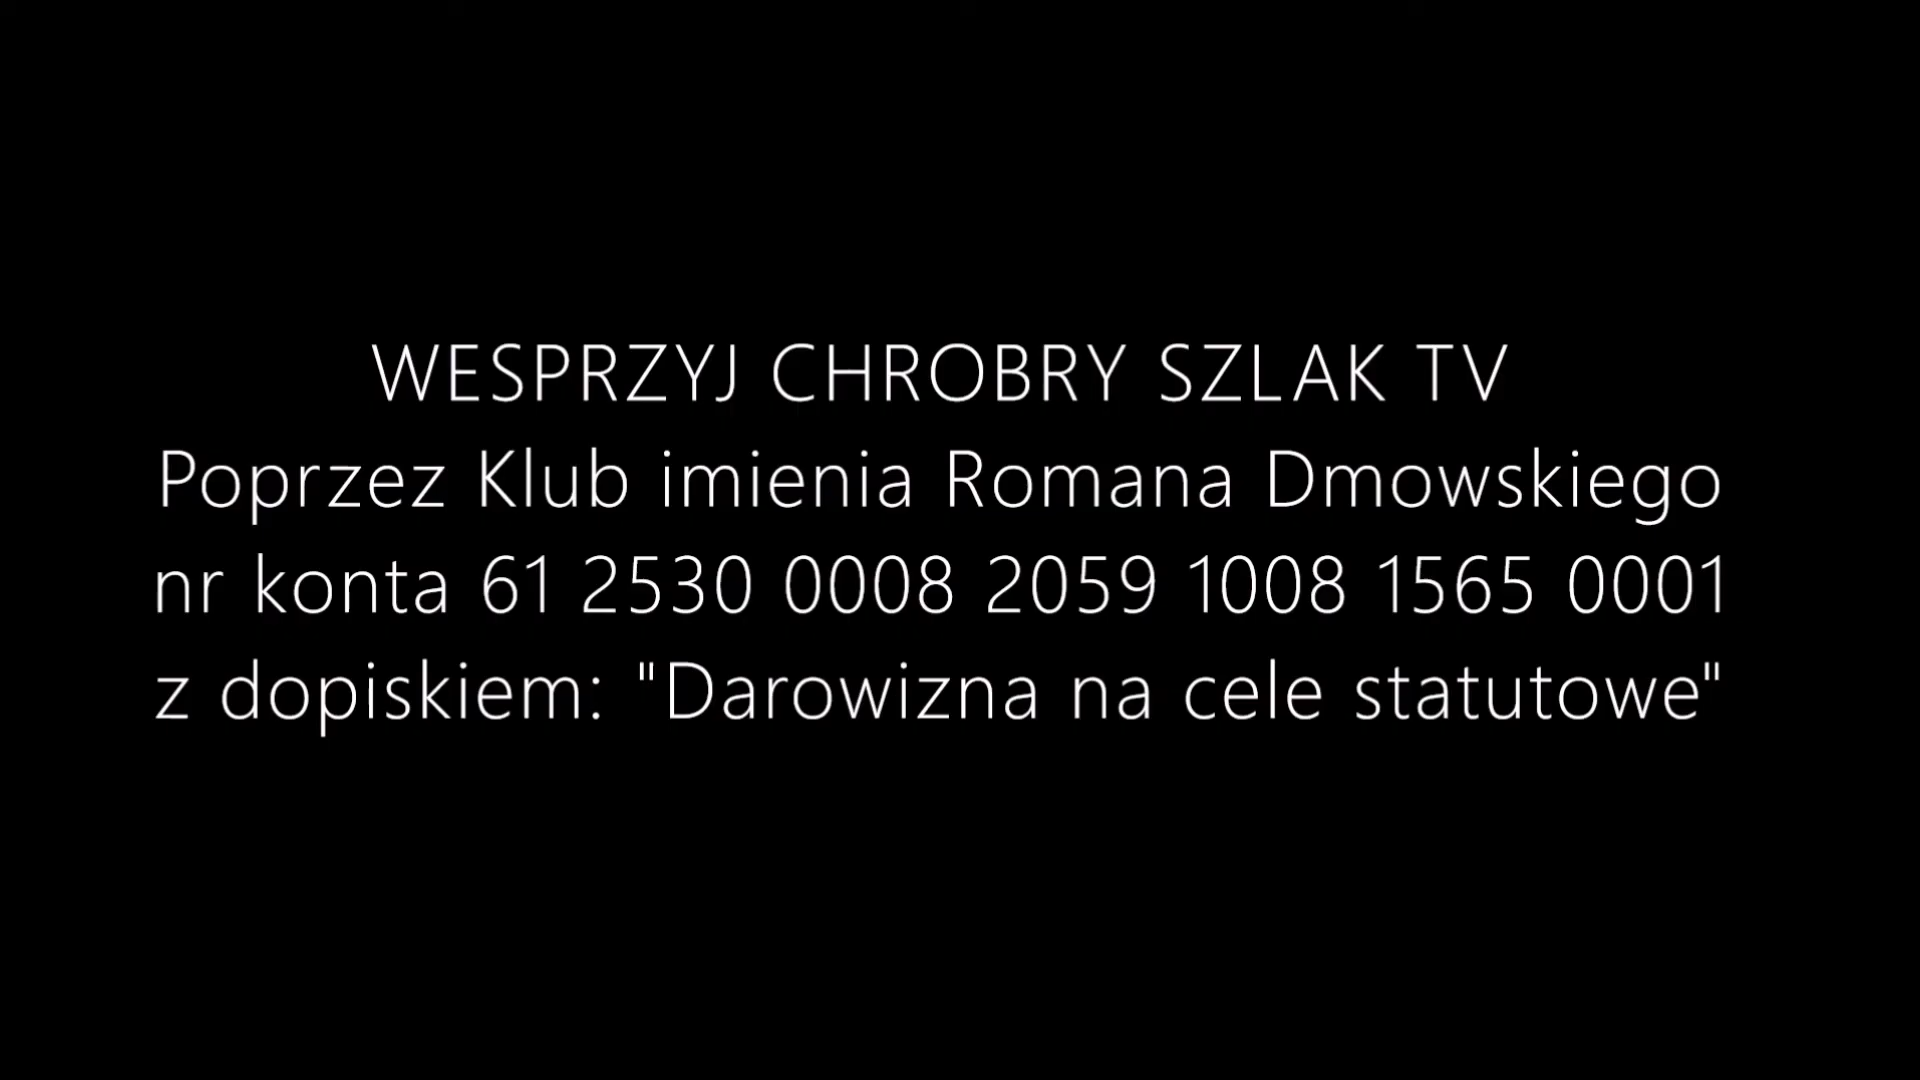 WESPRZYJ CHROBRY SZLAK TV
Poprzez Klub imienia Romana Dmowskiego
nr konta 61 2530 0008 2059 1008 1565 0001
z dopiskiem: "Darowizna na cele statutowe"